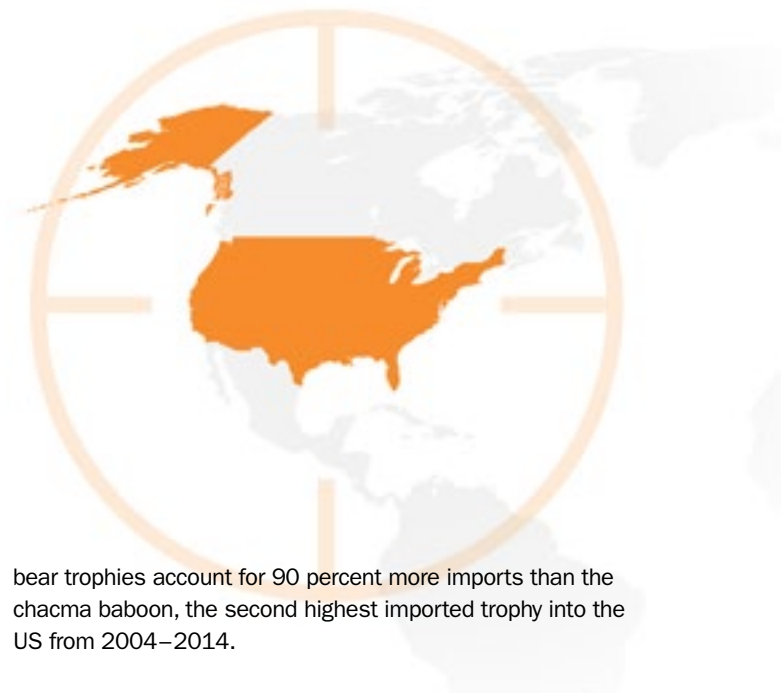 bear trophies account for 90 percent more imports than the
chacma baboon, the second highest imported trophy into the
US from 2004–2014.